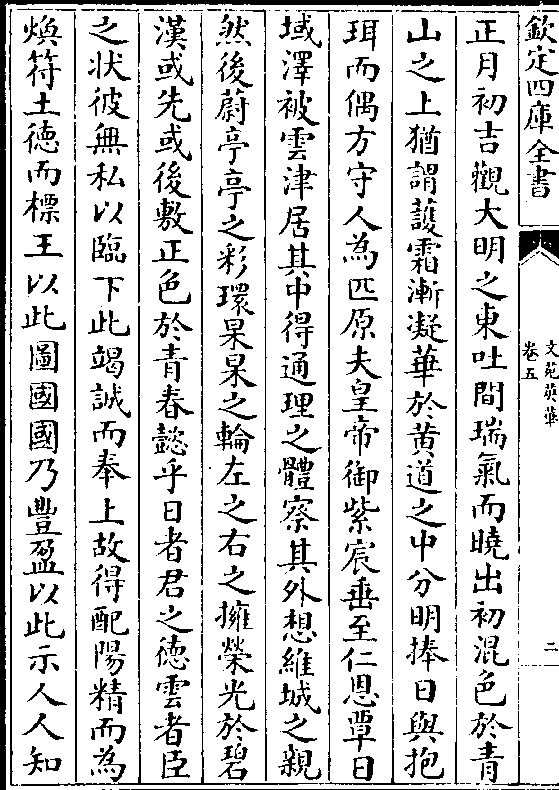 欽定四庫全書
文苑英華
卷五
二
正月初吉觀大明之東吐間瑞氣而曉出初混色於青
山之上猶謂護霜漸凝華於黄道之中分明捧日與抱
珥而偶方守人為匹原夫皇帝御紫宸垂至仁恩覃日
域澤被雲津居其中得通理之體察其外想維城之親
然後蔚亭亭之彩環杲杲之輪左之右之擁榮光於碧
漢或先或後敷正色於青春懿乎日者君之德雲者臣
之状彼無私以臨下此竭誠而奉上故得配陽精而為
煥符土德而標王以此圖國國乃豐盈以此示人人知